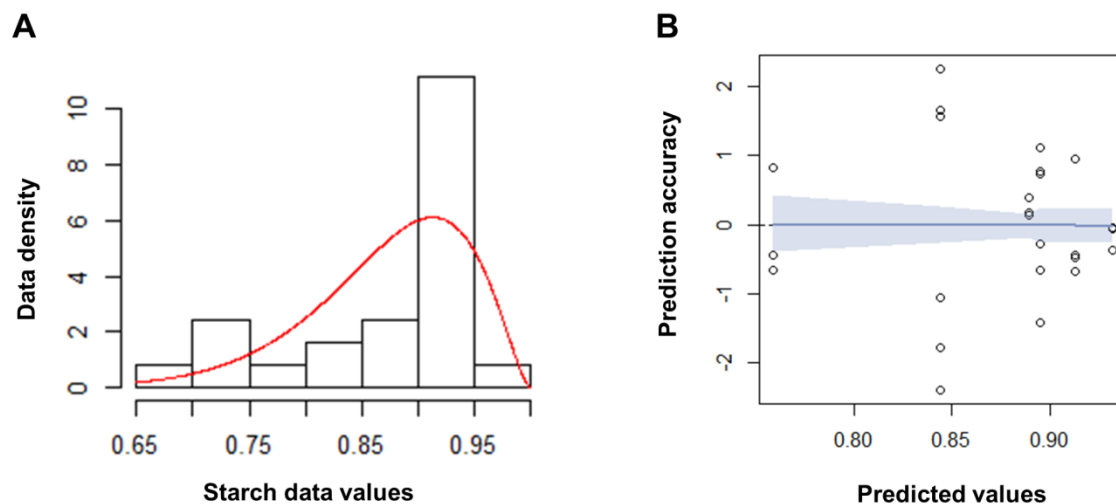 A
Data density
0 2 4 6 8 10
0.65 0.75 0.85 0.95
Starch data values
B
Prediction accuracy
2
1
0
-1
-2
0.80 0.85 0.90
Predicted values